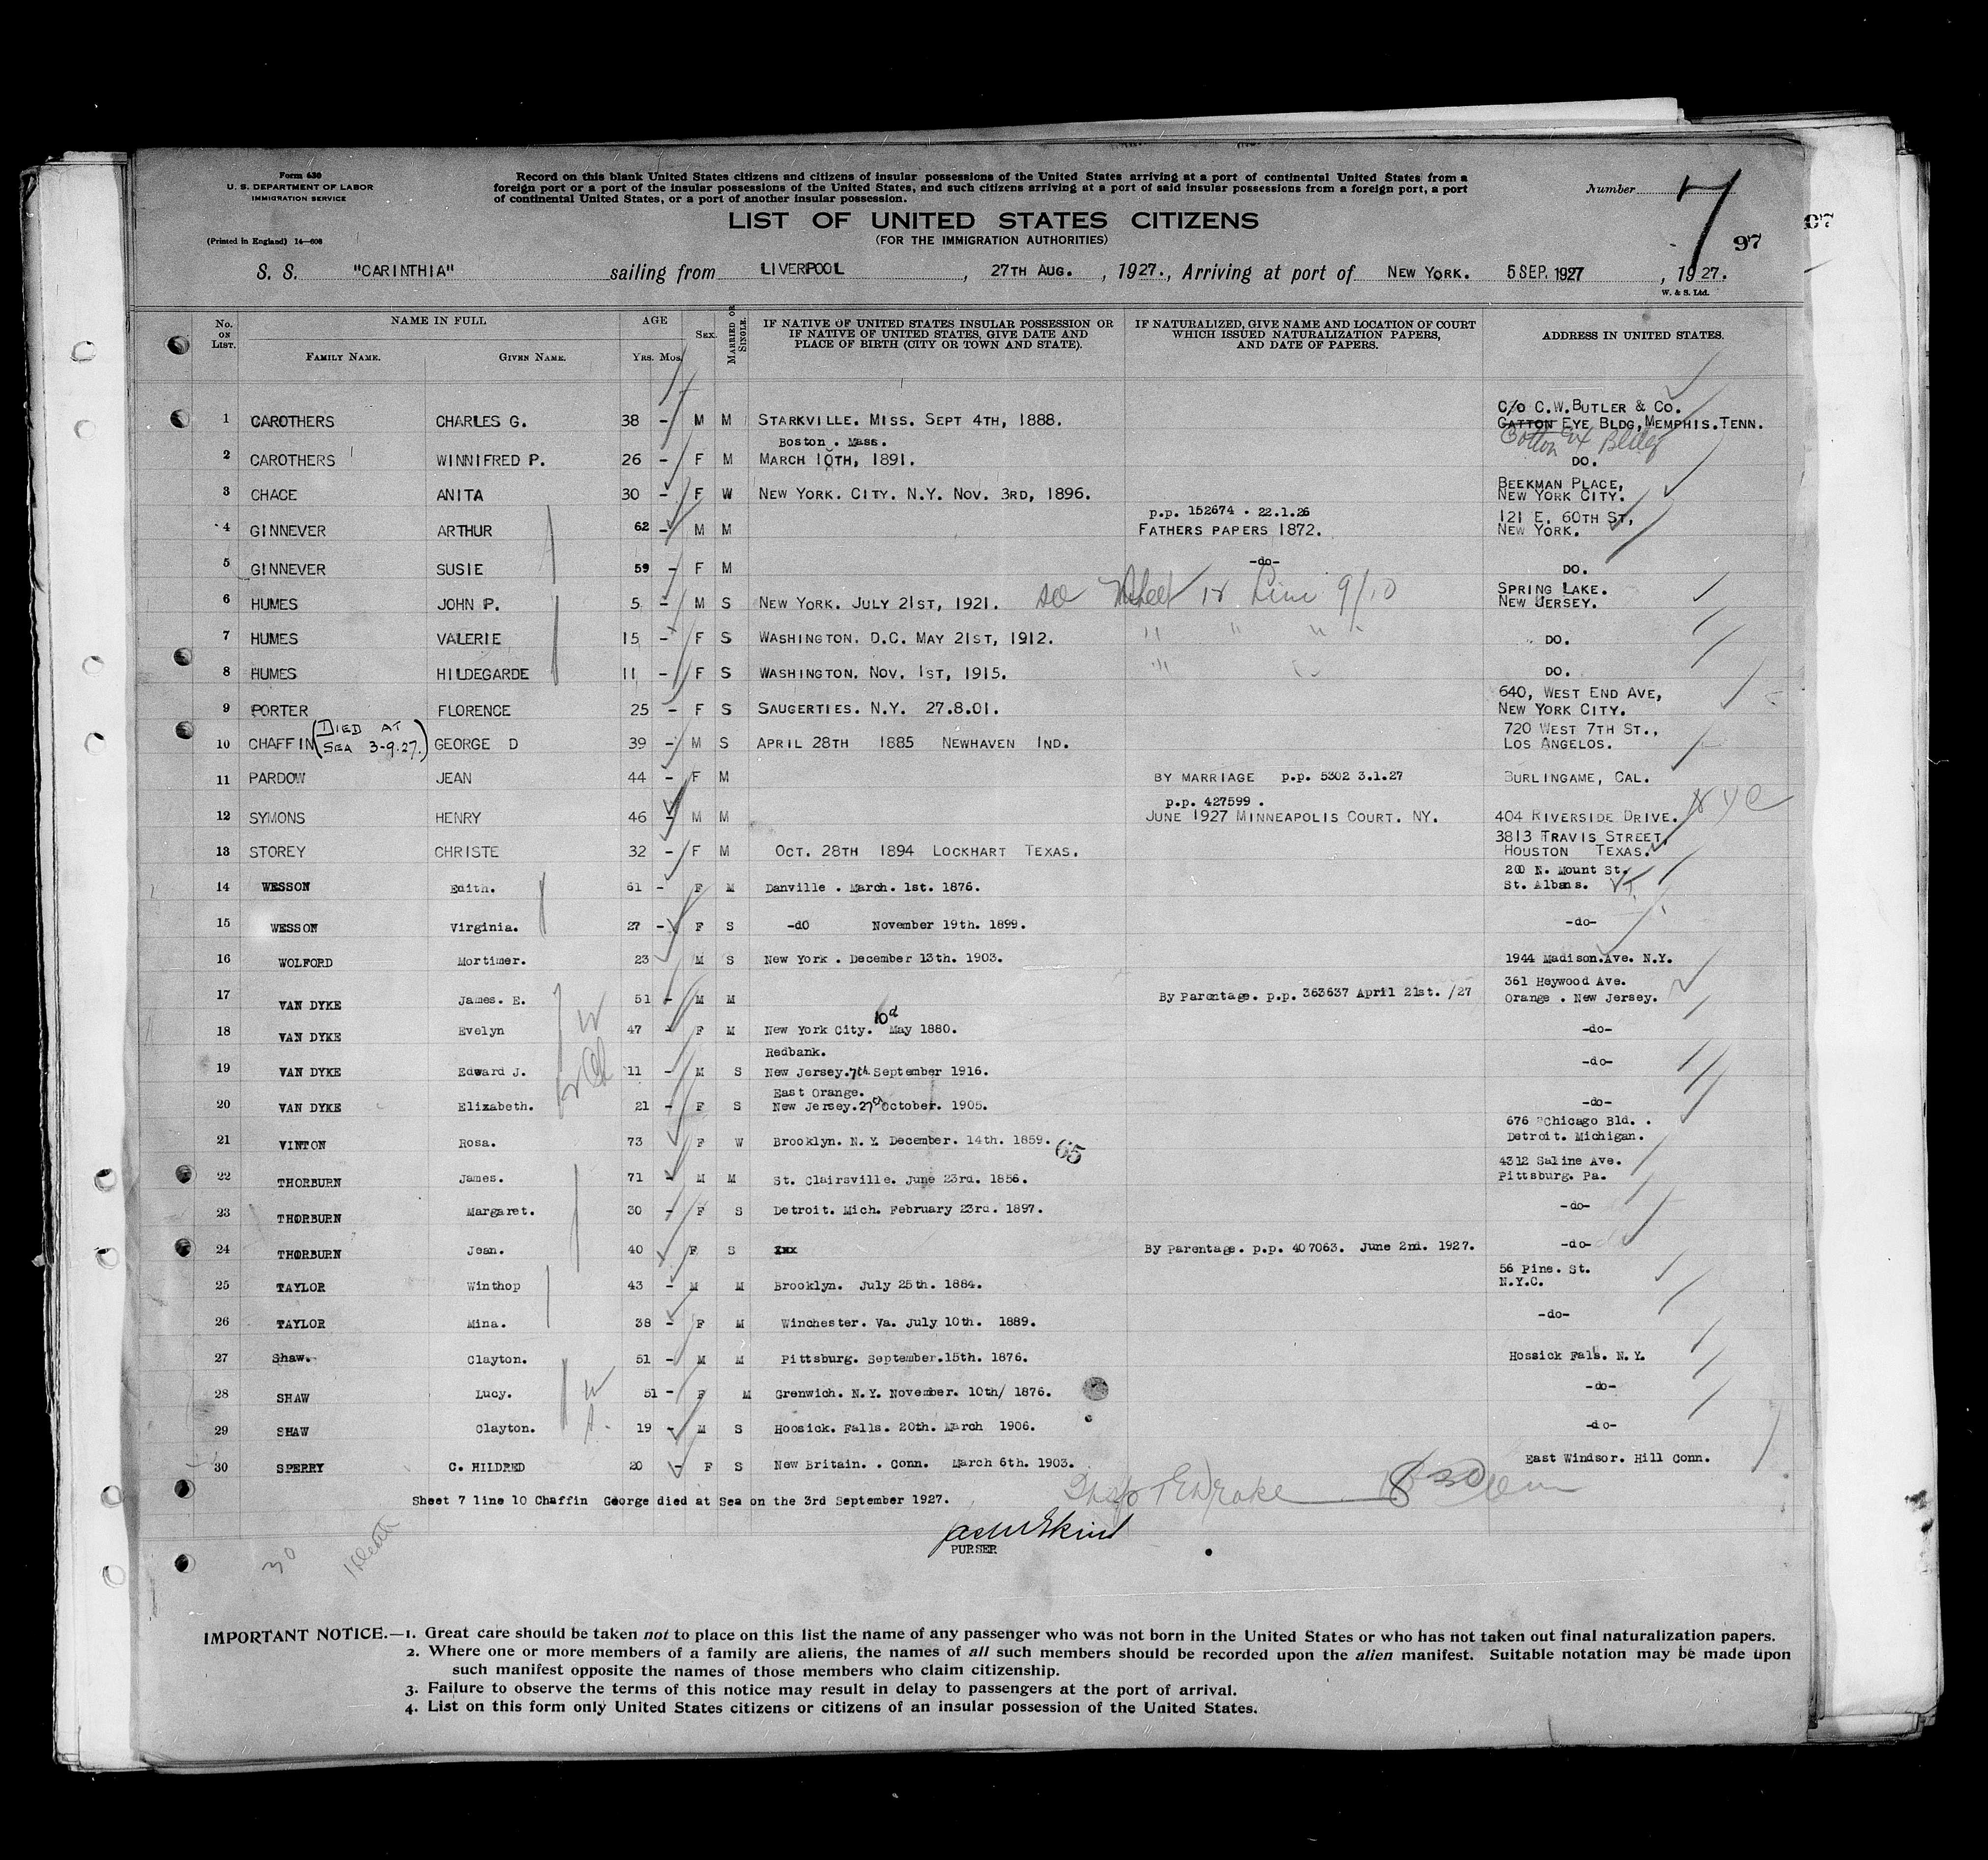 Form 630
U. S. DEPARTMENT OF LABOR
IMMIGRATION SERVICE
(Printed in England) 14—608
Record on this blank United States citizens and citizens of insular possessions of the United States arriving at a port of continental United States from a
foreign port or a port of the insular possessions of the United States, and such citizens arriving at a port of said insular possessions from a foreign port, a port
of continental United States, or a port of another insular possession.
Number 7
LIST OF UNITED STATES CITIZENS
(FOR THE IMMIGRATION AUTHORITIES)
97
97
S. S. "CARINTHIA" sailing from LIVERPOOL, 27TH AUG., 1927., Arriving at port of NEW YORK. 5 SEP. 1927, 1927.
W. & S. Ltd.
No. ON LIST. NAME IN FULL AGE SEX. MARRIED OR SINGLE. IF NATIVE OF UNITED STATES INSULAR POSSESSION OR IF NATIVE OF UNITED STATES, GIVE DATE AND PLACE OF BIRTH (CITY OR TOWN AND STATE). IF NATURALIZED, GIVE NAME AND LOCATION OF COURT WHICH ISSUED NATURALIZATION PAPERS, AND DATE OF PAPERS. ADDRESS IN UNITED STATES.
FAMILY NAME. GIVEN NAME. YRS. MOS.
C/O C.W.BUTLER & CO.
1 CAROTHERS CHARLES G. 38 - M M STARKVILLE. MISS. SEPT 4TH, 1888. GATTON EYE BLDG, MEMPHIS. TENN.
Cotton Ex Bldg
BOSTON. MASS.
2 CAROTHERS WINNIFRED P. 26 - F M MARCH 10TH, 1891. DO.
BEEKMAN PLACE,
3 CHACE ANITA 30 - F W NEW YORK. CITY. N.Y. NOV. 3RD, 1896. NEW YORK CITY.
p.p. 152674 . 22.1.26 121 E. 60TH ST,
4 GINNEVER ARTHUR 62 - M M FATHERS PAPERS 1872. NEW YORK.
5 GINNEVER SUSIE 59 - F M -do- DO.
SPRING LAKE.
6 HUMES JOHN P. 5 - M S NEW YORK. JULY 21ST, 1921. NEW JERSEY.
7 HUMES VALERIE 15 - F S WASHINGTON. D.C. MAY 21ST, 1912. " " " " DO.
8 HUMES HILDEGARDE 11 - F S WASHINGTON. NOV. 1ST, 1915. DO.
640, WEST END AVE,
9 PORTER FLORENCE 25 - F S SAUGERTIES. N.Y. 27.8.01. NEW YORK CITY.
720 WEST 7TH ST.,
10 CHAFFIN (DIED AT SEA 3-9.27.) GEORGE D 39 - M S APRIL 28TH 1885 NEWHAVEN IND. LOS ANGELOS.
11 PARDOW JEAN 44 - F M BY MARRIAGE p.p. 5302 3.1.27 BURLINGAME, CAL.
p.p. 427599 .
12 SYMONS HENRY 46 - M M JUNE 1927 MINNEAPOLIS COURT. NY. 404 RIVERSIDE DRIVE. N Y C
3813 TRAVIS STREET,
13 STOREY CHRISTE 32 - F M OCT. 28TH 1894 LOCKHART TEXAS. HOUSTON TEXAS.
200 N. Mount St.
14 WESSON Edith. 61 - F M Danville . March. 1st. 1876. St. Albans. VT.
15 WESSON Virginia. 27 - F S -dO November 19th. 1899. -do-
16 WOLFORD Mortimer. 23 M S New York . December 13th. 1903. 1944 Madison.Ave. N.Y.
361 Heywood Ave.
17 VAN DYKE James. E. 51 - M M By Parentage. p.p. 363637 April 21st. /27 Orange . New Jersey.
18 VAN DYKE Evelyn 47 - F M New York City. 10d May 1880. -do-
Redbank.
19 VAN DYKE Edward J. 11 - M S New Jersey.7th September 1916. -do-
East Orange.
20 VAN DYKE Elizabeth. 21 - F S New Jersey.27th October. 1905. -do-
676 Chicago Bld. .
21 VINTON Rosa. 73 F W Brooklyn. N.Y. December. 14th. 1859. 65 Detroit. Michigan.
4312 Saline Ave.
22 THORBURN James. 71 - M M St. Clairsville. June 23rd. 1856. Pittsburg. Pa.
23 THORBURN Margaret. 30 - F S Detroit. Mich. February 23rd. 1897. -do-
24 THORBURN Jean. 40 F S Xxx By Parentage. p.p. 407063. June 2nd. 1927. -do-
56 Pine. St.
25 TAYLOR Winthop 43 - M M Brooklyn. July 25th. 1884. N.Y.C.
26 TAYLOR Mina. 38 - F M Winchester. Va. July 10th. 1889. -do-
27 Shaw. Clayton. 51 - M M Pittsburg. September.15th. 1876. Hossick Fals. N.Y.
28 SHAW Lucy. 51 - F M Grenwich. N.Y. November. 10th/ 1876. -do-
29 SHAW Clayton. 19 - M S Hoosick. Falls. 20th. March 1906. -do-
30 SPERRY C. HILDRED 20 - F S New Britain. . Conn. March 6th. 1903. East Windsor. Hill Conn.
Sheet 7 line 10 Chaffin George died at Sea on the 3rd September 1927.
PURSER
30
1 death
IMPORTANT NOTICE.—1. Great care should be taken not to place on this list the name of any passenger who was not born in the United States or who has not taken out final naturalization papers.
2. Where one or more members of a family are aliens, the names of all such members should be recorded upon the alien manifest. Suitable notation may be made upon
such manifest opposite the names of those members who claim citizenship.
3. Failure to observe the terms of this notice may result in delay to passengers at the port of arrival.
4. List on this form only United States citizens or citizens of an insular possession of the United States.